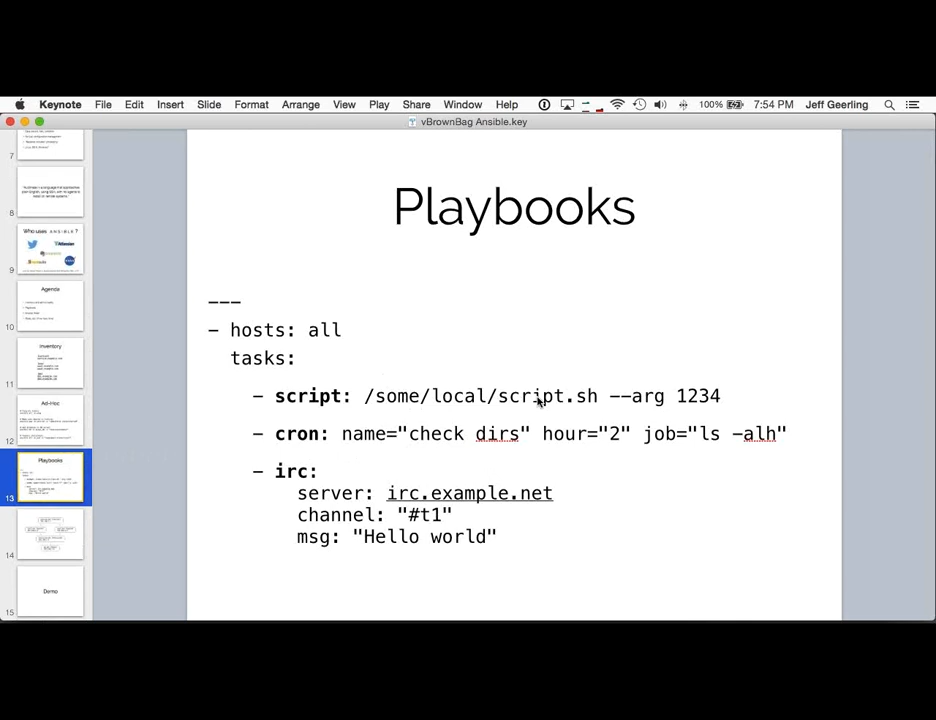 Keynote File Edit Insert Slide Format Arrange View Play Share Window Help 100% 7:54 PM Jeff Geerling
vBrownBag Ansible.key
7
8
Who uses ANSIBLE?
9
Agenda
10
Inventory
11
Ad-Hoc
12
Playbooks
13
14
Demo
15
Playbooks
---
- hosts: all
tasks:
- script: /some/local/script.sh --arg 1234
- cron: name="check dirs" hour="2" job="ls -alh"
- irc:
server: irc.example.net
channel: "#t1"
msg: "Hello world"